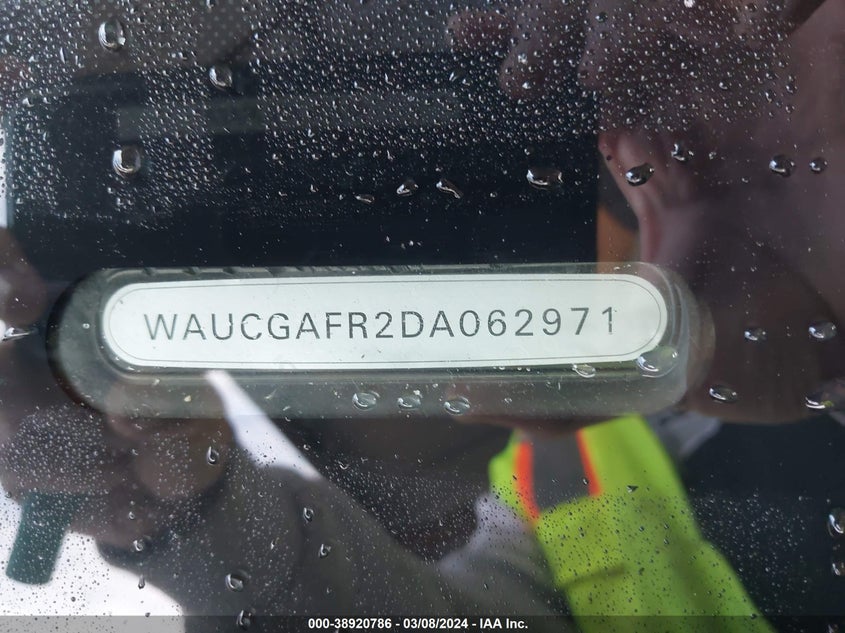 WAUCGAFR2DA062971
000-38920786 - 03/08/2024 - IAA Inc.